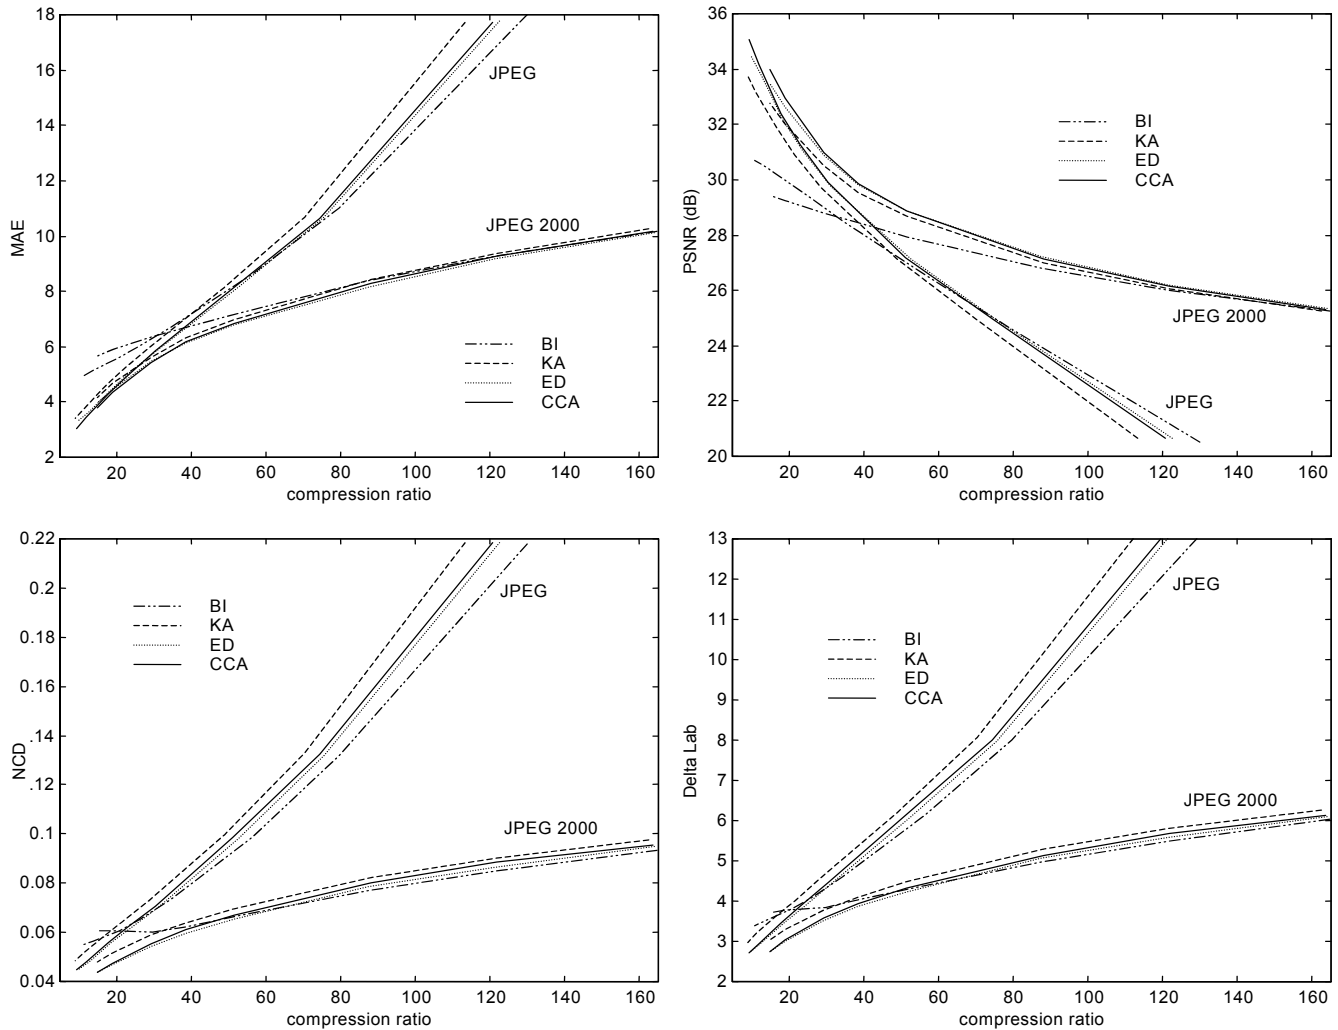 18
16
14
12
10
8
6
4
2
MAE
JPEG
JPEG 2000
BI
KA
ED
CCA
20 40 60 80 100 120 140 160
compression ratio
36
34
32
30
28
26
24
22
20
PSNR (dB)
BI
KA
ED
CCA
JPEG 2000
JPEG
20 40 60 80 100 120 140 160
compression ratio
0.22
0.2
0.18
0.16
.14
0.12
0.1
0.08
0.06
0.04
NCD
JPEG
BI
KA
ED
CCA
JPEG 2000
20 40 60 80 100 120 140 160
compression ratio
13
12
11
10
9
8
7
6
5
4
3
2
Delta Lab
JPEG
BI
KA
ED
CCA
JPEG 2000
20 40 60 80 100 120 140 160
compression ratio